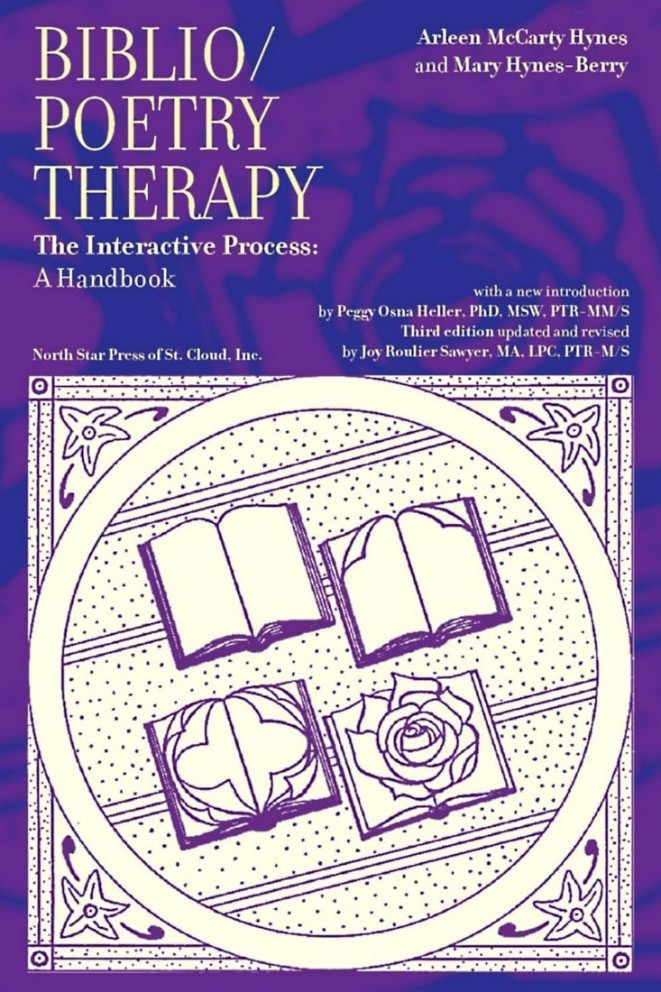 BIBLIO/
POETRY
THERAPY
The Interactive Process:
A Handbook
Arleen McCarty Hynes
and Mary Hynes-Berry
with a new introduction
by Peggy Osna Heller, PhD, MSW, PTR-MM/S
Third edition updated and revised
by Joy Roulier Sawyer, MA, LPC, PTR-M/S
North Star Press of St. Cloud, Inc.